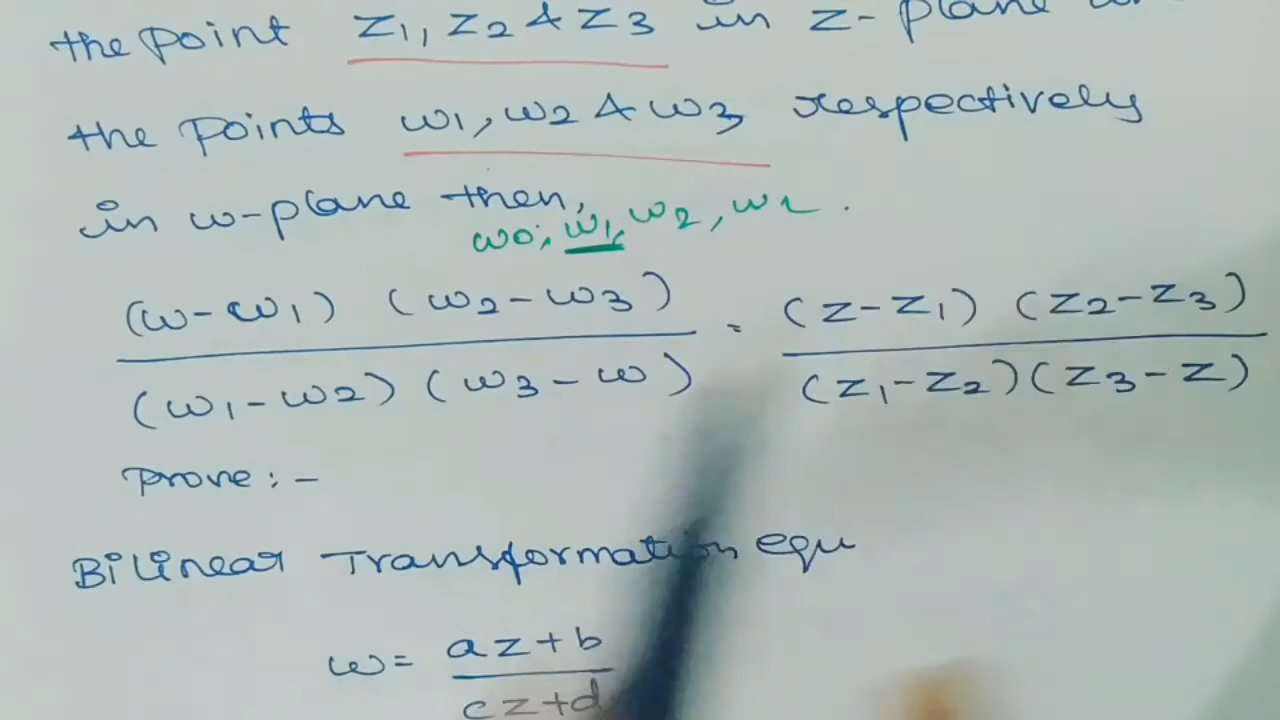 the point z1, z2 & z3 in z-plane
the points w1, w2 & w3 respectively
in w-plane then,
w0, w1, w2, w2.
(w-w1) (w2-w3) / (w1-w2) (w3-w) = (z-z1) (z2-z3) / (z1-z2) (z3-z)
Prove:-
Bilinear Transformation equ
w = az+b / cz+d